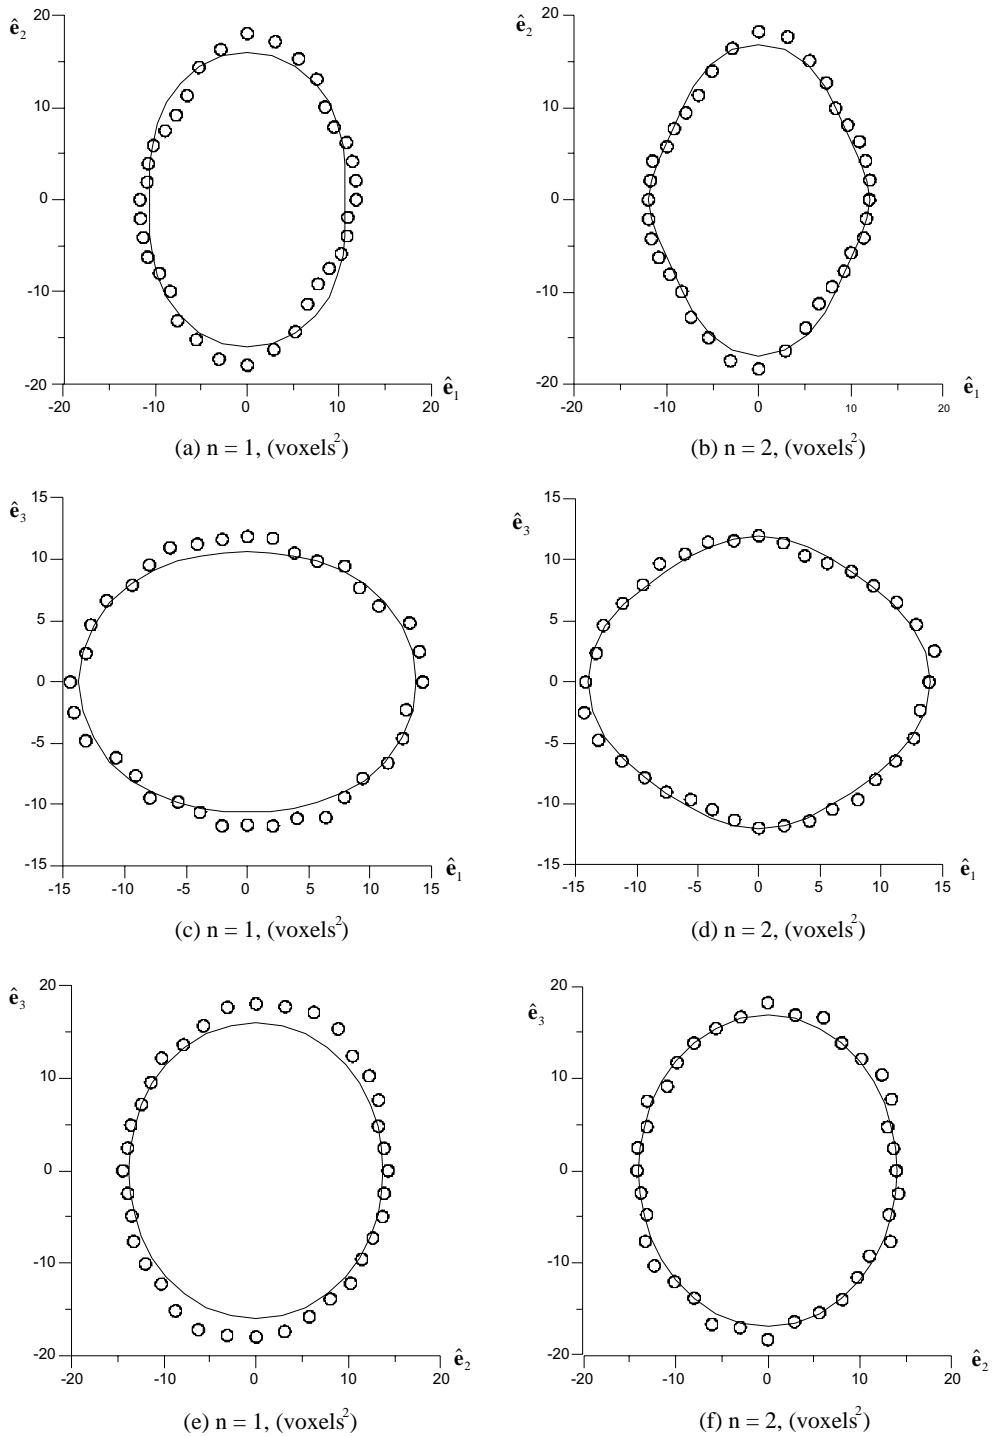 20 20
ê₂ ê₂
10 10
0 0
-10 -10
-20 ê₁ -20 ê₁
-20 -10 0 10 20 -20 -10 0 10 20
(a) n = 1, (voxels²) (b) n = 2, (voxels²)
15 15
ê₃ ê₃
10 10
5 5
0 0
-5 -5
-10 -10
-15 ê₁ -15 ê₁
-15 -10 -5 0 5 10 15 -15 -10 -5 0 5 10 15
(c) n = 1, (voxels²) (d) n = 2, (voxels²)
20 20
ê₃ ê₃
10 10
0 0
-10 -10
-20 ê₂ -20 ê₂
-20 -10 0 10 20 -20 -10 0 10 20
(e) n = 1, (voxels²) (f) n = 2, (voxels²)